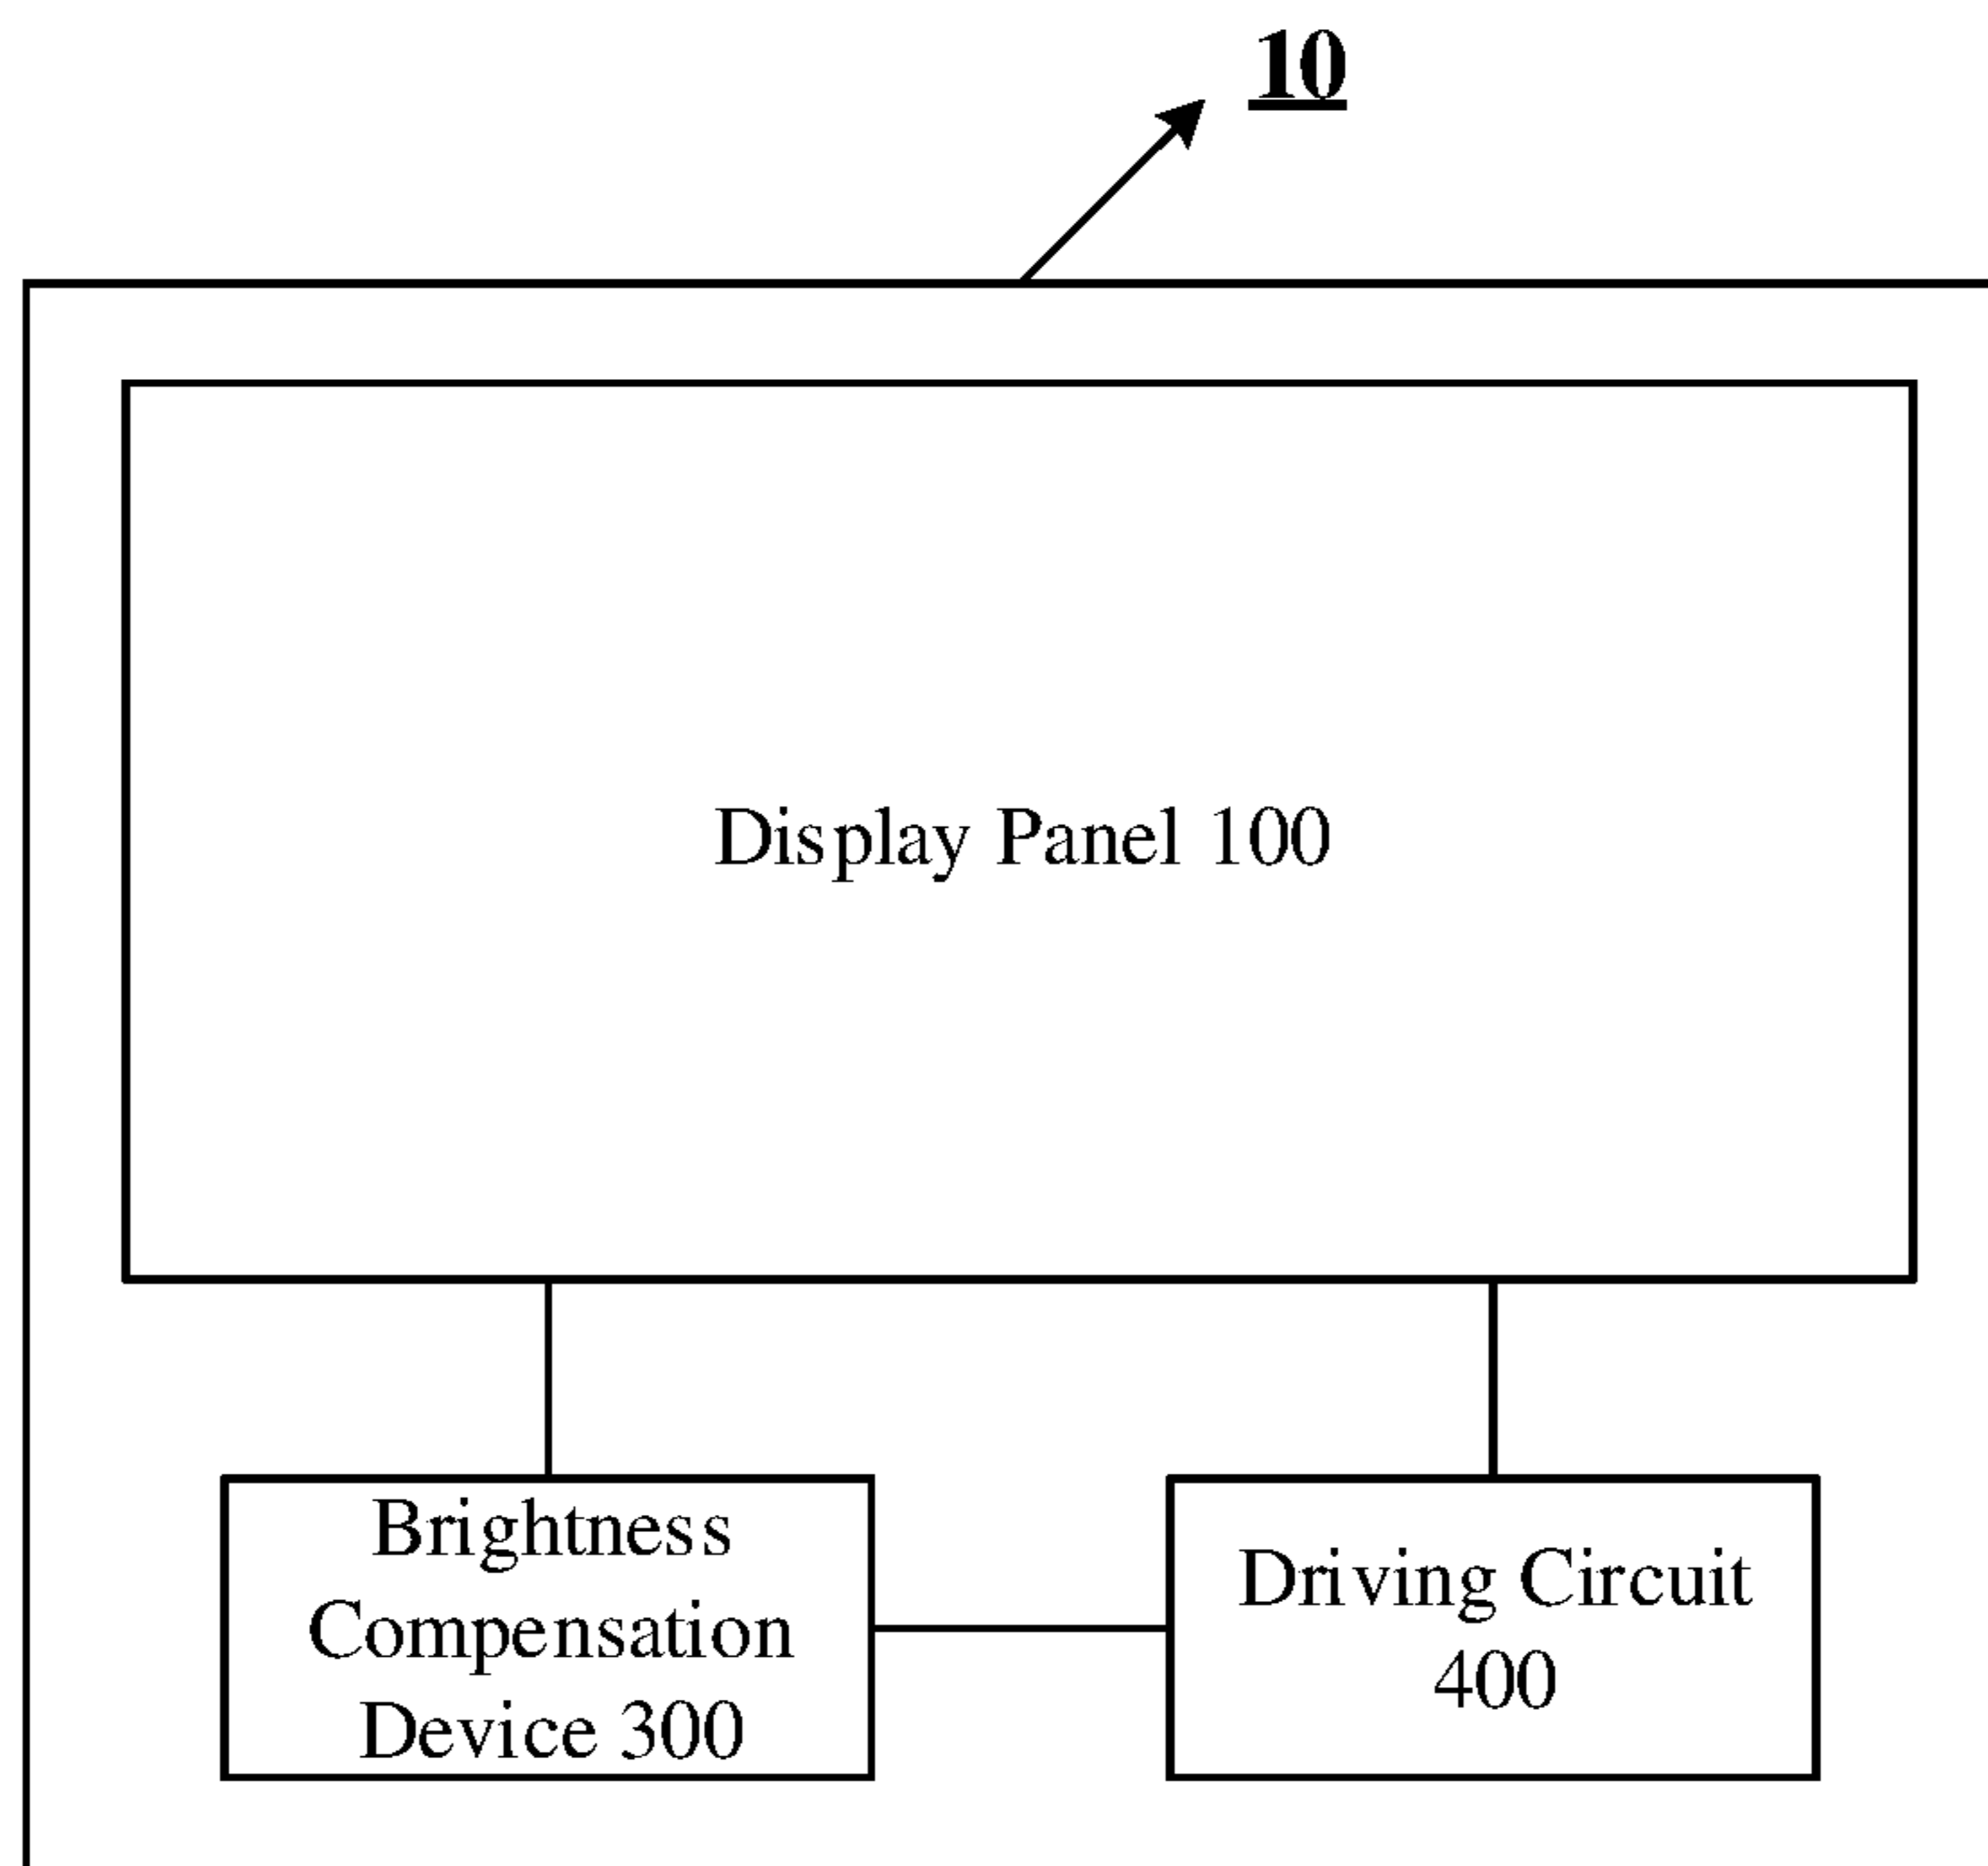 10
Display Panel 100
Brightness
Compensation
Device 300
Driving Circuit
400